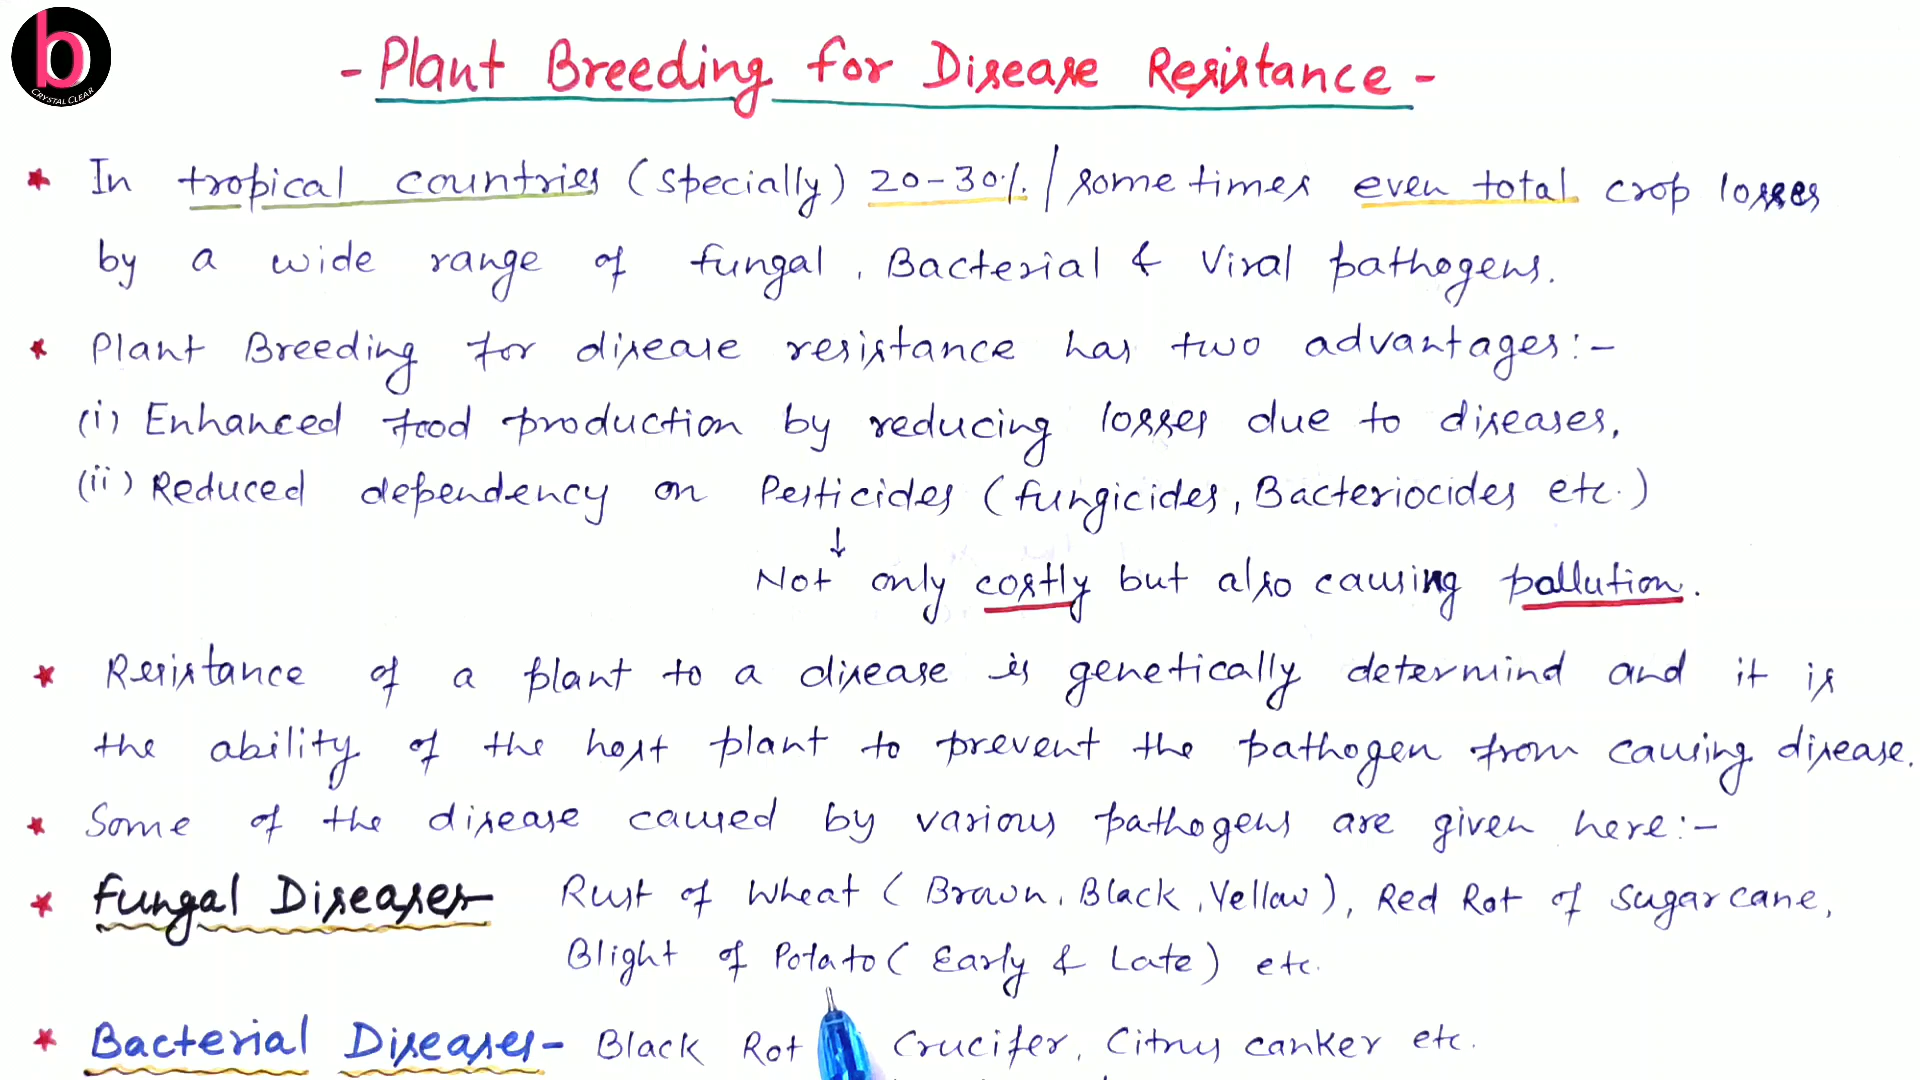 b
CRYSTAL CLEAR
- Plant Breeding for Disease Resistance -
* In tropical countries (specially) 20-30% / some times even total crop losses
by a wide range of fungal, Bacterial & Viral pathogens.
* Plant Breeding for disease resistance has two advantages:-
(i) Enhanced food production by reducing losses due to diseases,
(ii) Reduced dependency on Pesticides (fungicides, Bacteriocides etc.)
↓
Not only costly but also causing pallution.
* Resistance of a plant to a disease is genetically determind and it is
the ability of the host plant to prevent the pathogen from causing disease.
* Some of the disease caused by various pathogens are given here:-
* Fungal Diseases- Rust of Wheat (Brown, Black, Yellow), Red Rot of Sugarcane,
Blight of Potato (Early & Late) etc.
* Bacterial Diseases- Black Rot Crucifer, Citrus canker etc.